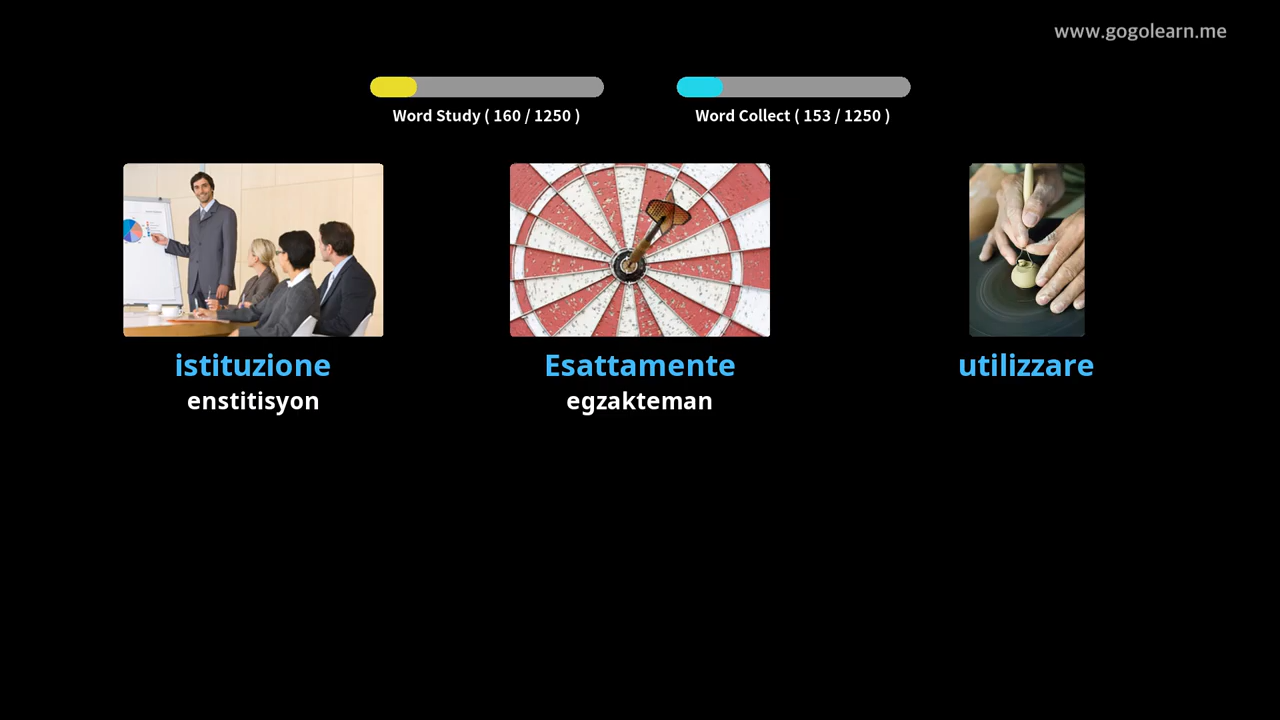 www.gogolearn.me
Word Study ( 160 / 1250 )
Word Collect ( 153 / 1250 )
istituzione
enstitisyon
Esattamente
egzakteman
utilizzare